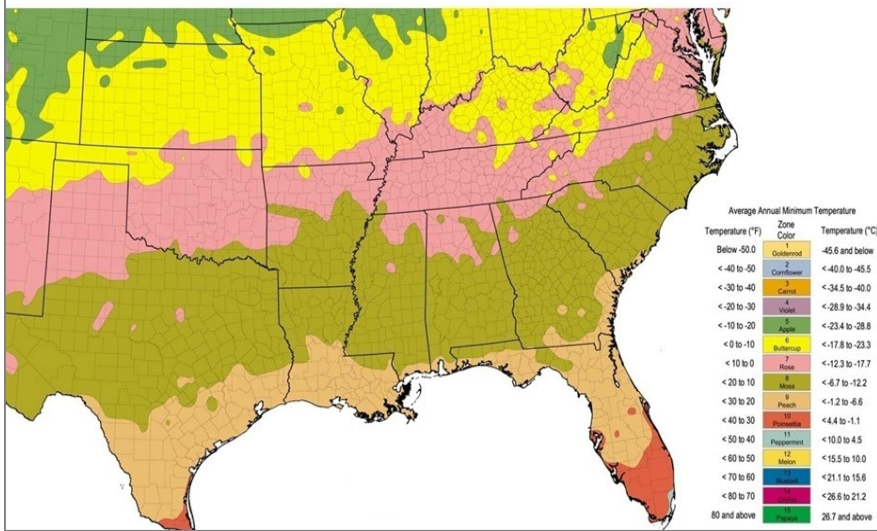 Average Annual Minimum Temperature
Temperature (°F) Zone Color Temperature (°C)
Below -50.0 1 Goldenrod -45.6 and below
< -40 to -50 2 Cornflower <-40.0 to -45.5
< -30 to -40 3 Carrot <-34.5 to -40.0
< -20 to -30 4 Violet <-28.9 to -34.4
< -10 to -20 5 Apple <-23.4 to -28.8
< 0 to -10 6 Buttercup <-17.8 to -23.3
< 10 to 0 7 Rose <-12.3 to -17.7
< 20 to 10 8 Moss <-6.7 to -12.2
< 30 to 20 9 Peach <-1.2 to -6.6
< 40 to 30 10 Poinsettia < 4.4 to -1.1
< 50 to 40 11 Peppermint < 10.0 to 4.5
< 60 to 50 12 Melon < 15.5 to 10.0
< 70 to 60 13 Bluebell < 21.1 to 15.6
< 80 to 70 14 < 26.6 to 21.2
80 and above 15 Papaya 26.7 and above